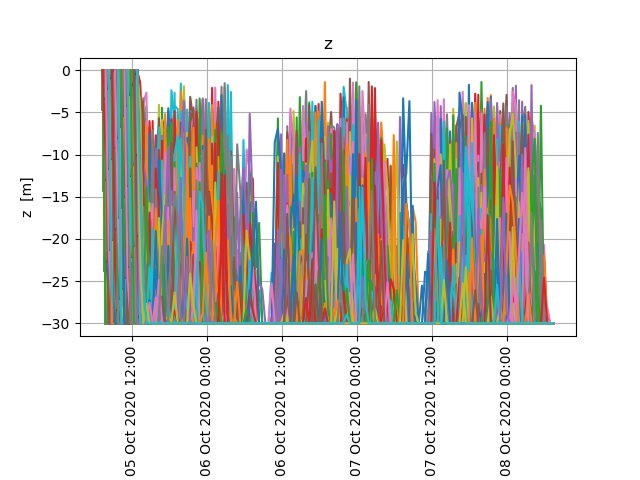 z
0
−5
−10
−15
−20
−25
−30
z [m]
05 Oct 2020 12:00
06 Oct 2020 00:00
06 Oct 2020 12:00
07 Oct 2020 00:00
07 Oct 2020 12:00
08 Oct 2020 00:00